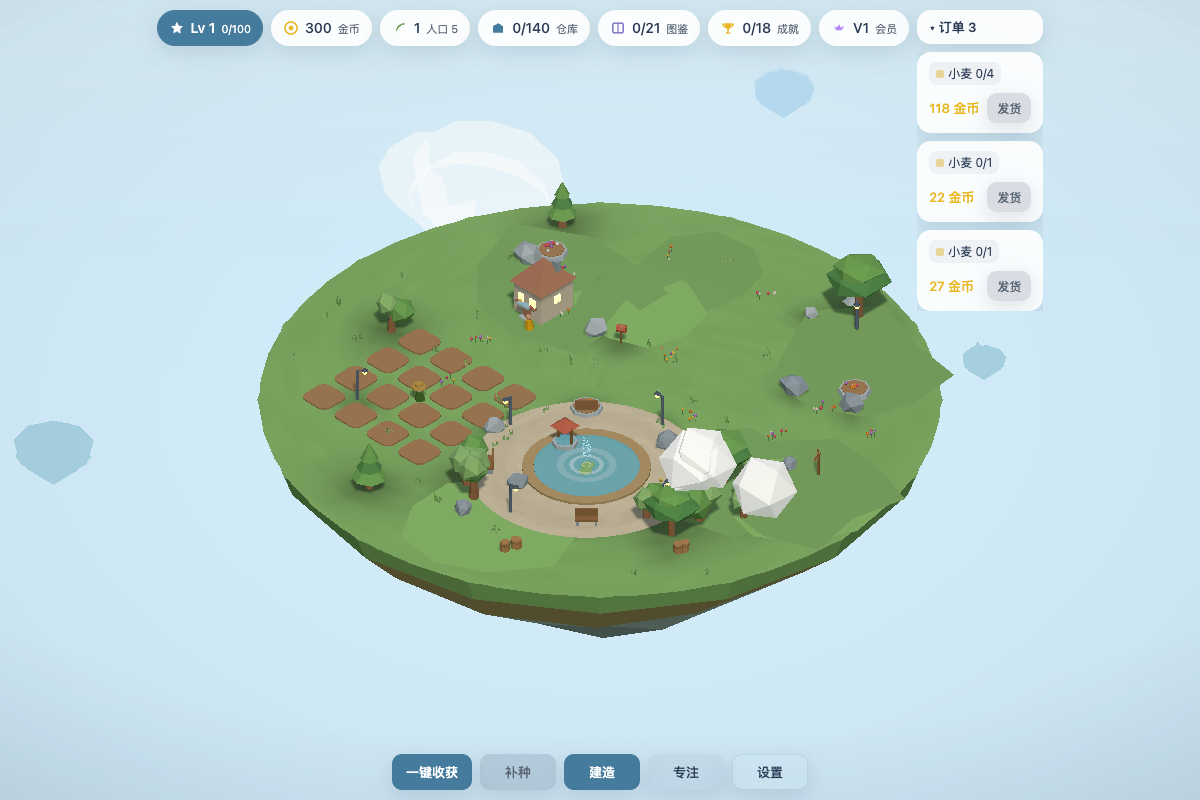 Lv 1 0/100
300 金币
1 人口 5
0/140 仓库
0/21 图鉴
0/18 成就
V1 会员
▾ 订单 3
小麦 0/4
118 金币 发货
小麦 0/1
22 金币 发货
小麦 0/1
27 金币 发货
一键收获 补种 建造 专注 设置